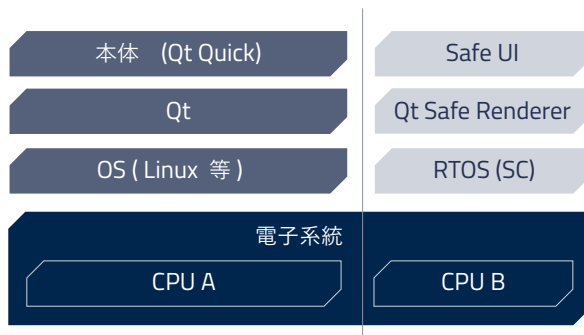 本体 (Qt Quick)
Safe UI
Qt
Qt Safe Renderer
OS ( Linux 等 )
RTOS (SC)
電子系統
CPU A
CPU B